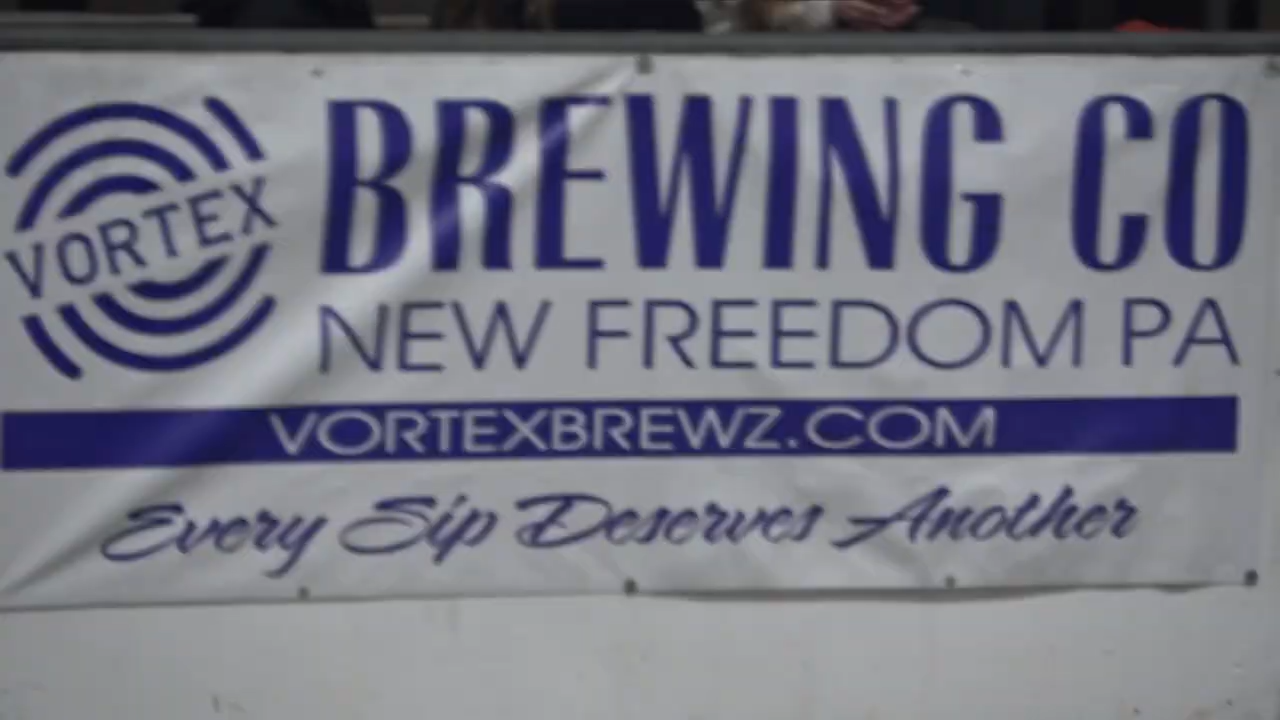 VORTEX
BREWING CO
NEW FREEDOM PA
VORTEXBREWZ.COM
Every Sip Deserves Another